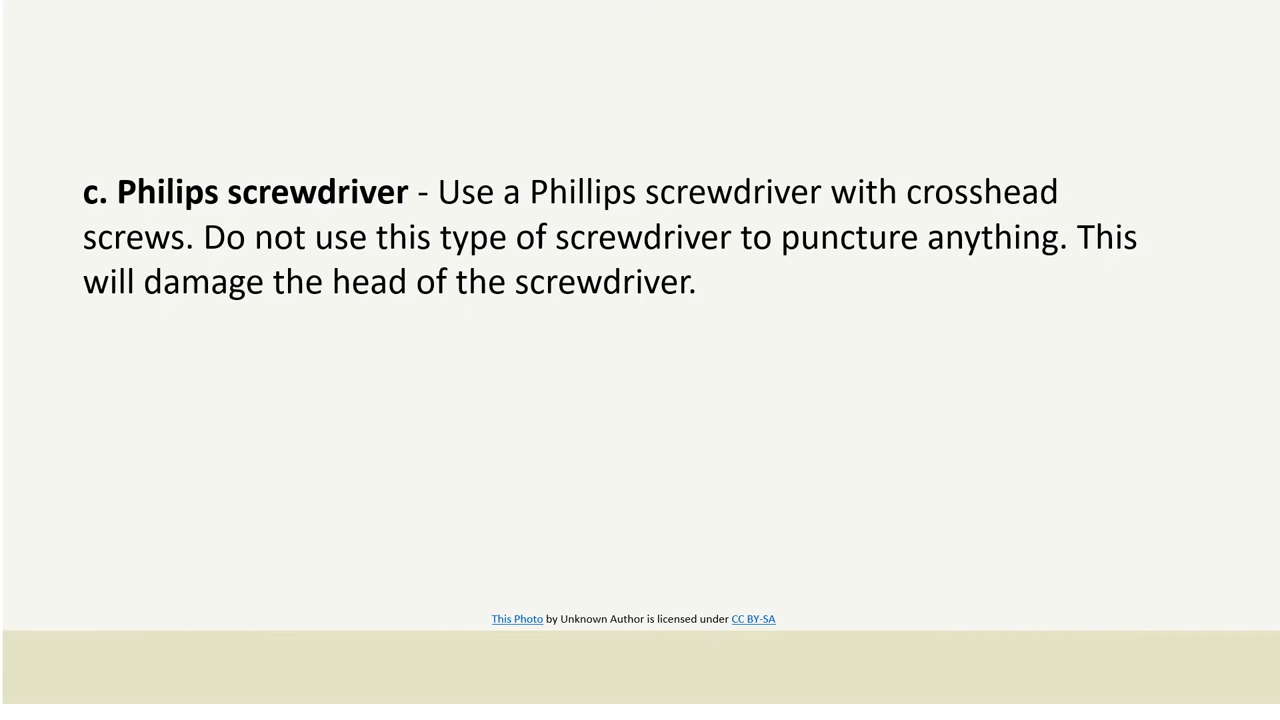 c. Philips screwdriver - Use a Phillips screwdriver with crosshead
screws. Do not use this type of screwdriver to puncture anything. This
will damage the head of the screwdriver.
This Photo by Unknown Author is licensed under CC BY-SA